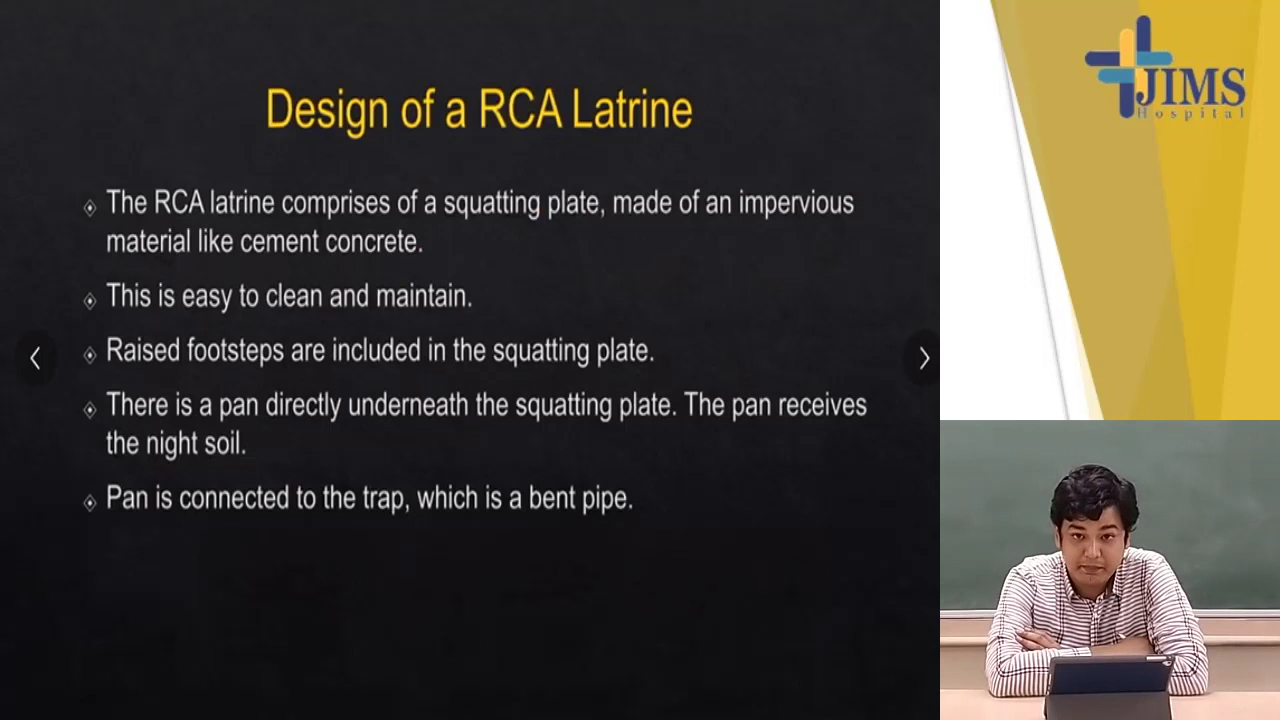 Design of a RCA Latrine
The RCA latrine comprises of a squatting plate, made of an impervious
material like cement concrete.
This is easy to clean and maintain.
Raised footsteps are included in the squatting plate.
There is a pan directly underneath the squatting plate. The pan receives
the night soil.
Pan is connected to the trap, which is a bent pipe.
JIMS
Hospital